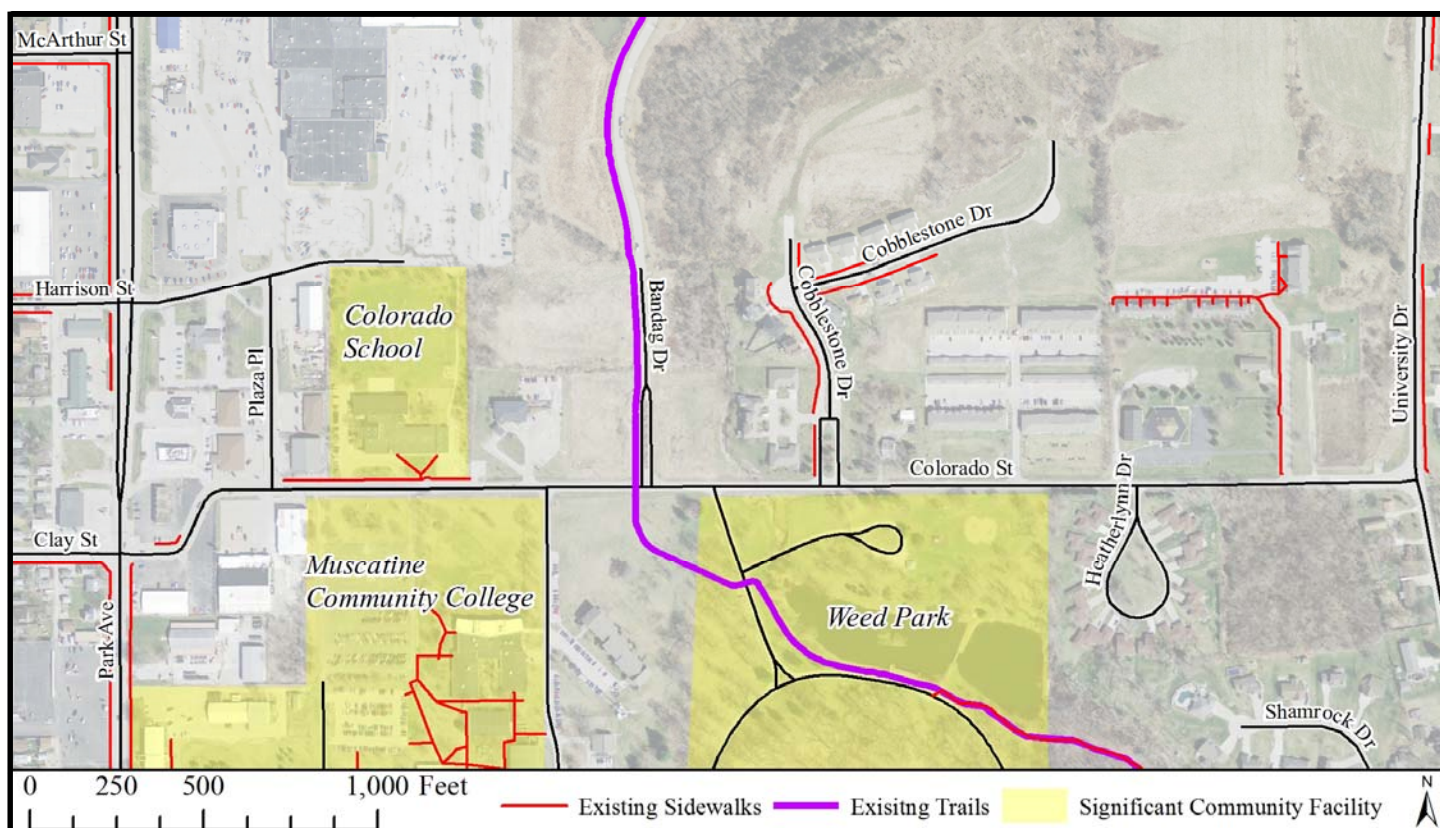 McArthur St
Cobblestone Dr
Harrison St
Colorado
School
Bandag Dr
Cobblestone Dr
Plaza Pl
University Dr
Colorado St
Clay St
Heatherlynn Dr
Muscatine
Community College
Weed Park
Park Ave
Shamrock Dr
0 250 500 1,000 Feet
Existing Sidewalks
Exisitng Trails
Significant Community Facility
N